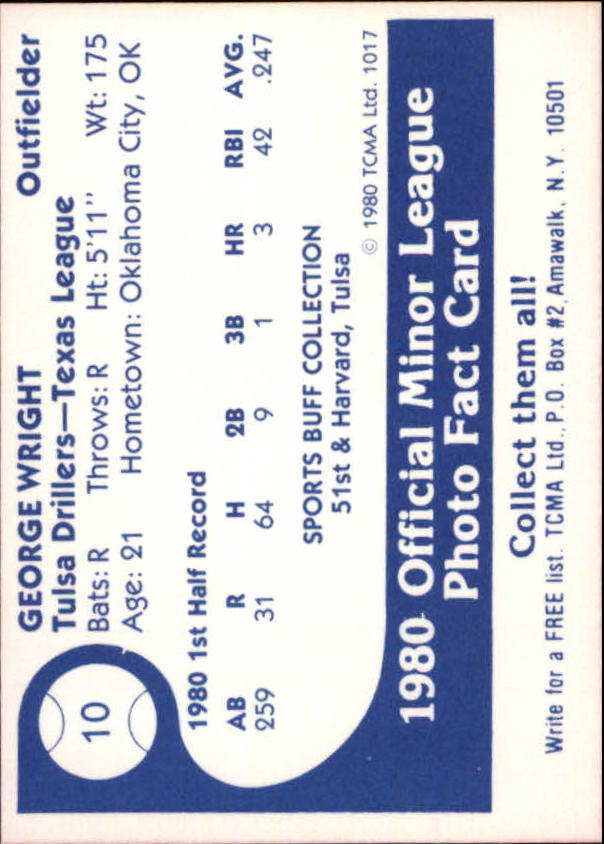 10
GEORGE WRIGHT Outfielder
Tulsa Drillers—Texas League
Bats: R Throws: R Ht: 5'11" Wt: 175
Age: 21 Hometown: Oklahoma City, OK
1980 1st Half Record
AB R H 2B 3B HR RBI AVG.
259 31 64 9 1 3 42 .247
SPORTS BUFF COLLECTION
51st & Harvard, Tulsa
© 1980 TCMA Ltd. 1017
1980 Official Minor League
Photo Fact Card
Collect them all!
Write for a FREE list. TCMA Ltd., P.O. Box #2, Amawalk, N.Y. 10501